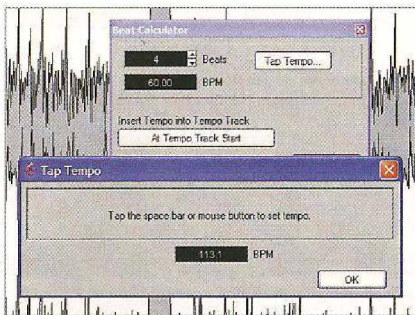 Beat Calculator
4 Beats Tap Tempo...
60.00 BPM
Insert Tempo into Tempo Track
At Tempo Track Start
Tap Tempo
Tap the space bar or mouse button to set tempo.
113.1 BPM
OK